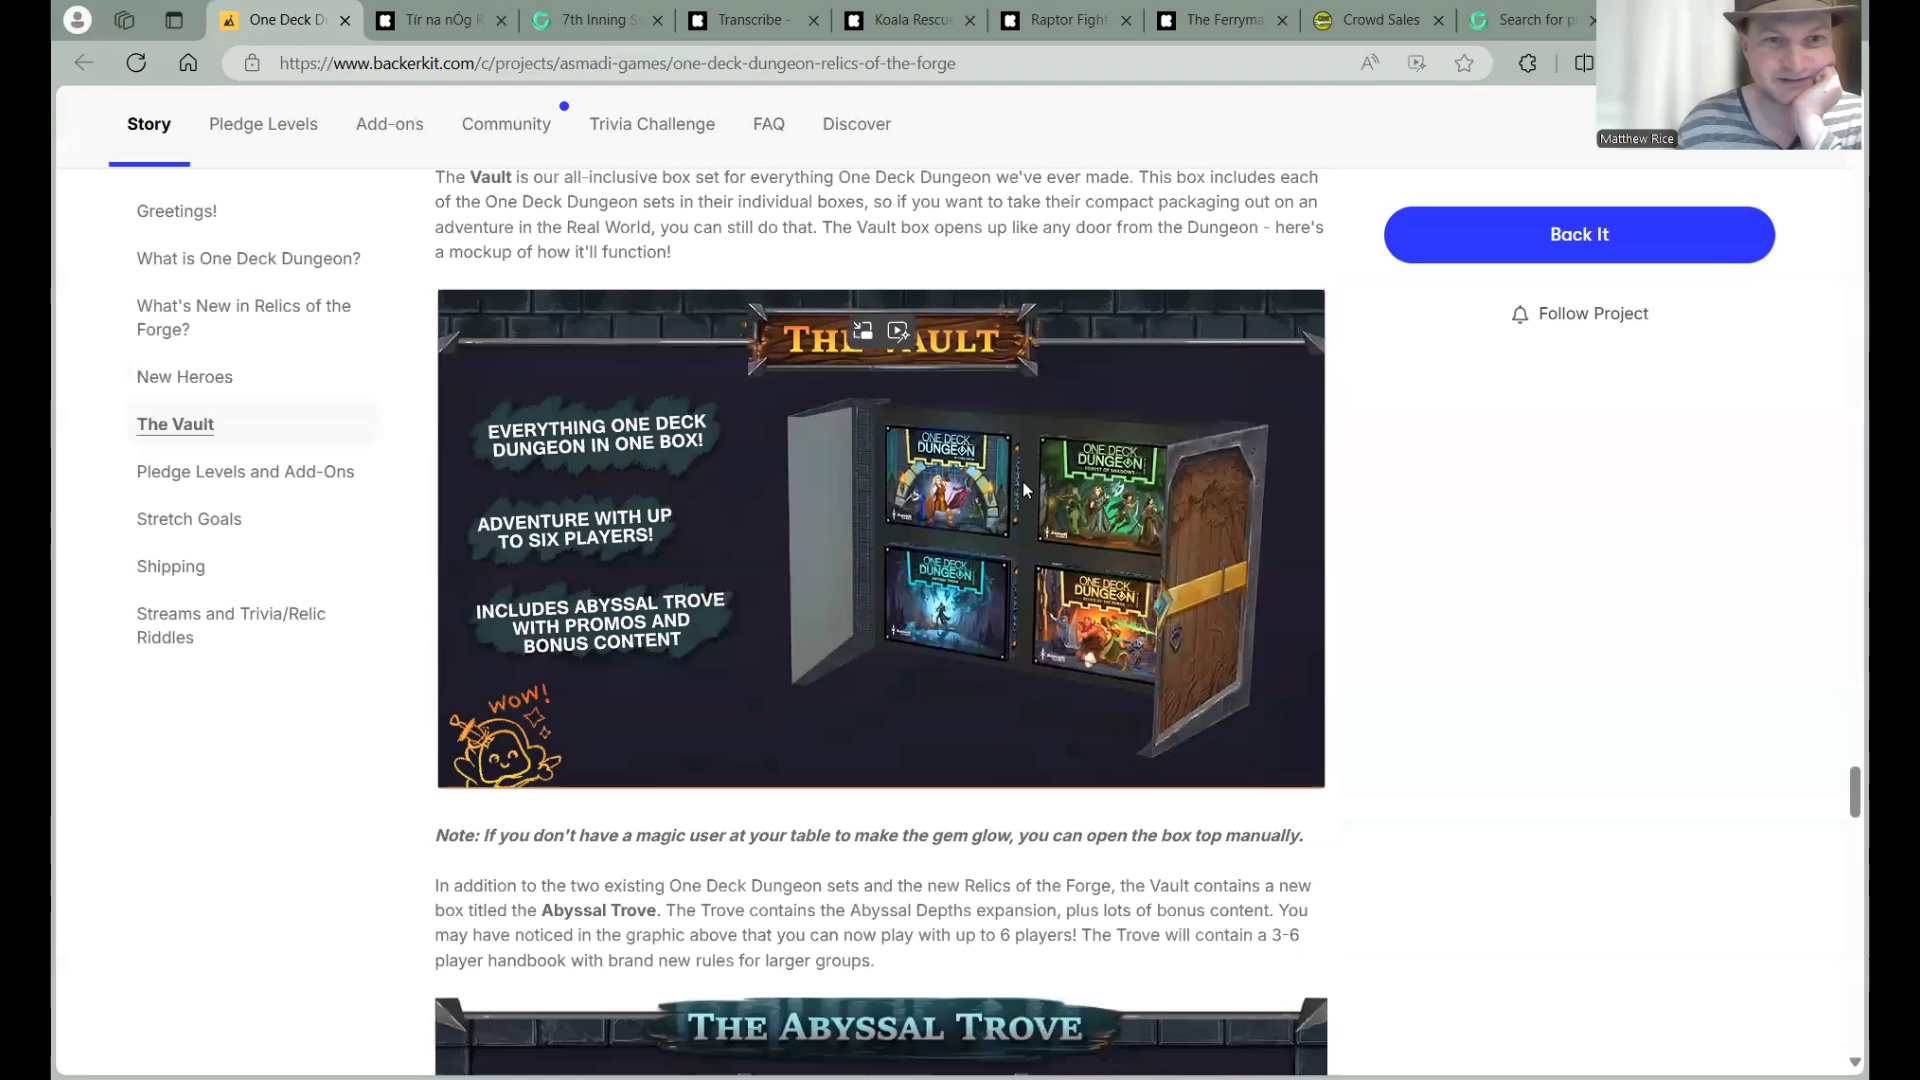 One Deck D
Tír na nÓg R
7th Inning S
Transcribe -
Koala Rescue
Raptor Fight
The Ferryma
Crowd Sales
Search for p
https://www.backerkit.com/c/projects/asmadi-games/one-deck-dungeon-relics-of-the-forge
Matthew Rice
Story
Pledge Levels
Add-ons
Community
Trivia Challenge
FAQ
Discover
Greetings!
What is One Deck Dungeon?
What's New in Relics of the
Forge?
New Heroes
The Vault
Pledge Levels and Add-Ons
Stretch Goals
Shipping
Streams and Trivia/Relic
Riddles
The Vault is our all-inclusive box set for everything One Deck Dungeon we've ever made. This box includes each
of the One Deck Dungeon sets in their individual boxes, so if you want to take their compact packaging out on an
adventure in the Real World, you can still do that. The Vault box opens up like any door from the Dungeon - here's
a mockup of how it'll function!
THE VAULT
EVERYTHING ONE DECK
DUNGEON IN ONE BOX!
ADVENTURE WITH UP
TO SIX PLAYERS!
INCLUDES ABYSSAL TROVE
WITH PROMOS AND
BONUS CONTENT
WOW!
ONE DECK
DUNGEON
ONE DECK
DUNGEON
FOREST OF SHADOWS
ONE DECK
DUNGEON
ABYSSAL TROVE
ONE DECK
DUNGEON
RELICS OF THE FORGE
Note: if you don't have a magic user at your table to make the gem glow, you can open the box top manually.
In addition to the two existing One Deck Dungeon sets and the new Relics of the Forge, the Vault contains a new
box titled the Abyssal Trove. The Trove contains the Abyssal Depths expansion, plus lots of bonus content. You
may have noticed in the graphic above that you can now play with up to 6 players! The Trove will contain a 3-6
player handbook with brand new rules for larger groups.
THE ABYSSAL TROVE
Back It
Follow Project